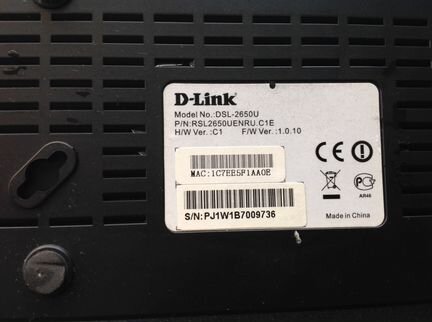 D-Link
Model No.:DSL-2650U
P/N:RSL2650UENRU.C1E
H/W Ver.:C1 F/W Ver.:1.0.10
MAC:1C7EE5F1AA0E
S/N:PJ1W1B7009736
AR46
Made in China